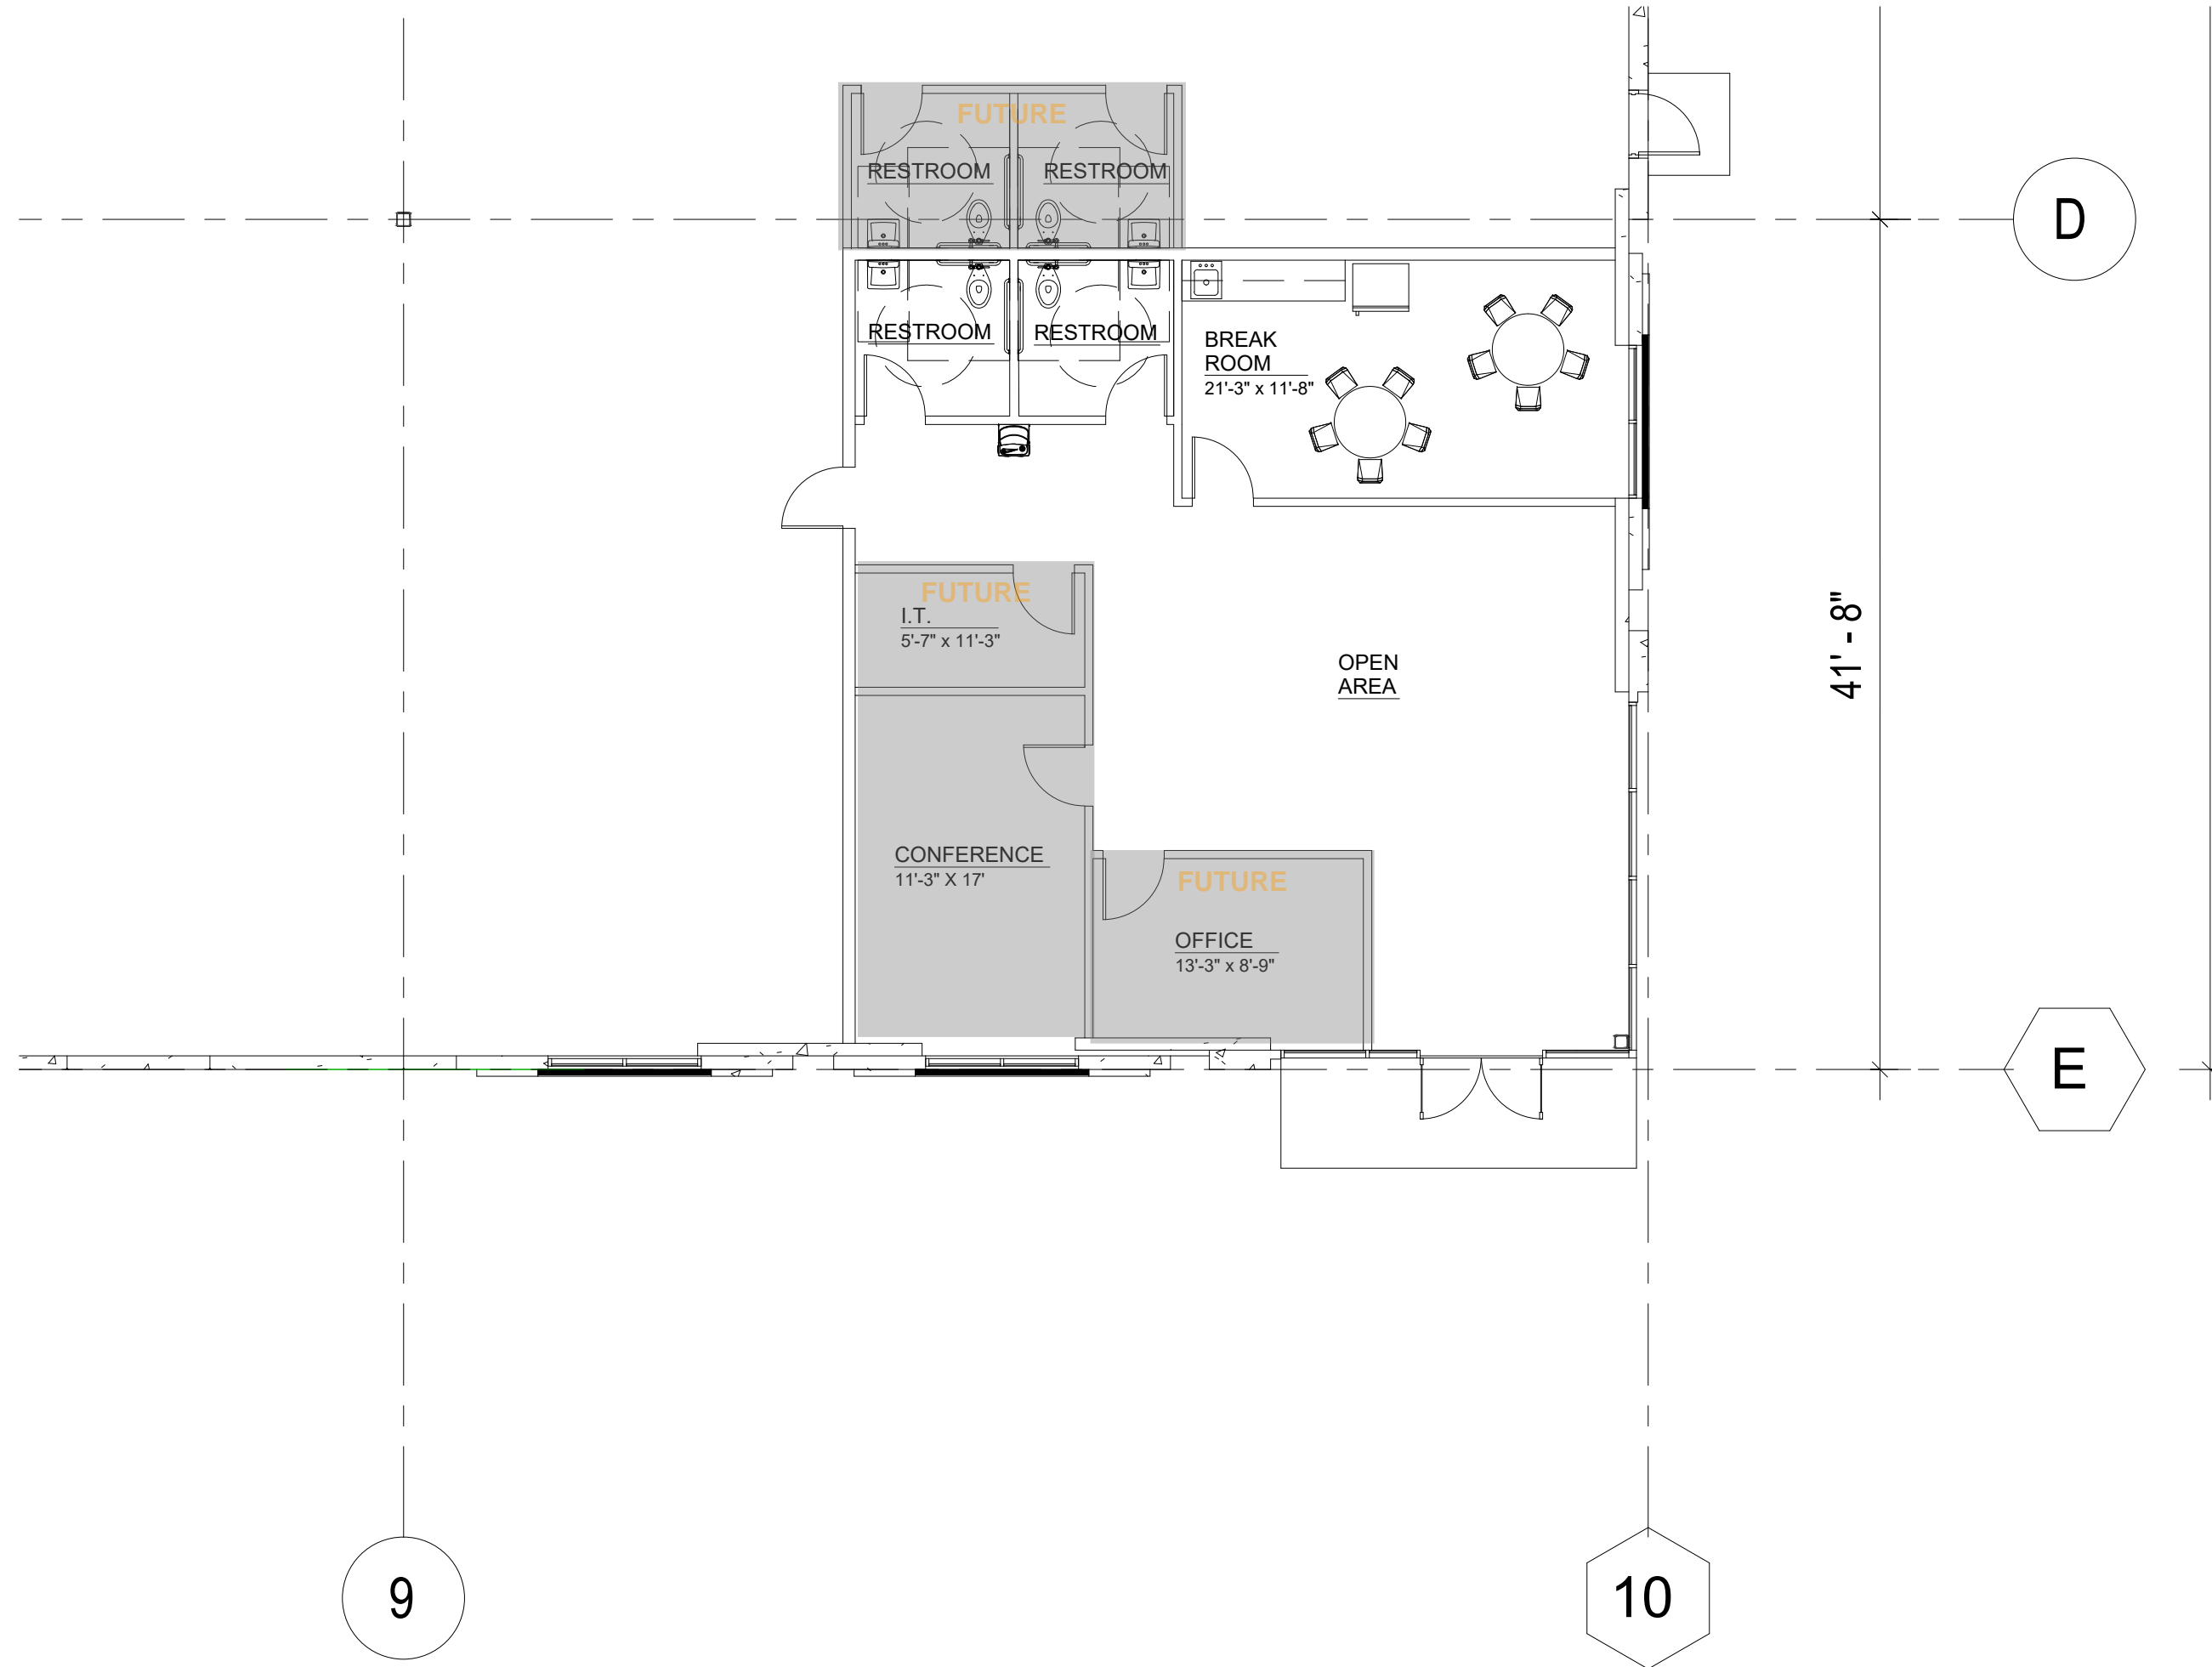 FUTURE
RESTROOM
RESTROOM
D
RESTROOM
RESTROOM
BREAK
ROOM
21'-3" x 11'-8"
FUTURE
I.T.
5'-7" x 11'-3"
OPEN
AREA
41' - 8"
CONFERENCE
11'-3" X 17'
FUTURE
OFFICE
13'-3" x 8'-9"
E
9
10